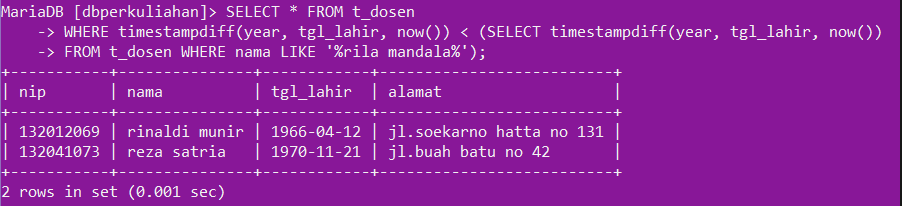 MariaDB [dbperkuliahan]> SELECT * FROM t_dosen
    -> WHERE timestampdiff(year, tgl_lahir, now()) < (SELECT timestampdiff(year, tgl_lahir, now())
    -> FROM t_dosen WHERE nama LIKE '%rila mandala%');
+-----------+---------------+------------+-------------------------+
| nip       | nama          | tgl_lahir  | alamat                  |
+-----------+---------------+------------+-------------------------+
| 132012069 | rinaldi munir | 1966-04-12 | jl.soekarno hatta no 131 |
| 132041073 | reza satria   | 1970-11-21 | jl.buah batu no 42      |
+-----------+---------------+------------+-------------------------+
2 rows in set (0.001 sec)